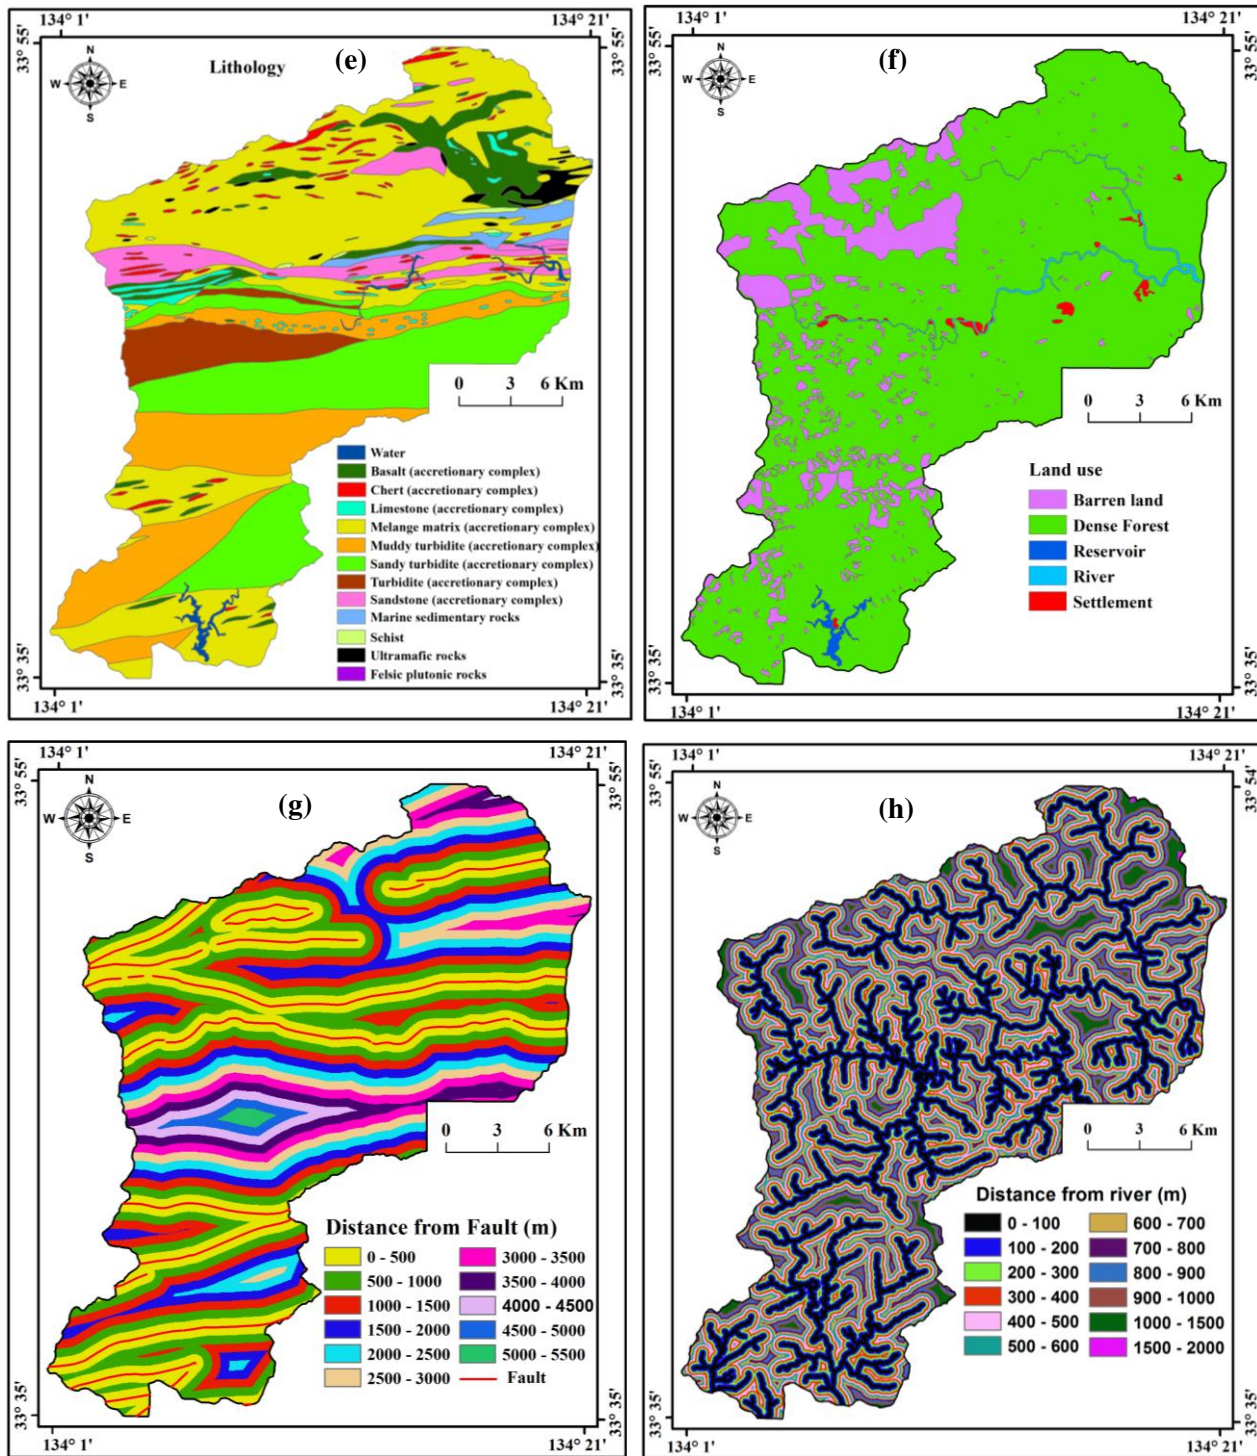 134° 1'
134° 21'
33° 55'
33° 55'
N
W
E
S
Lithology
(e)
0 3 6 Km
Water
Basalt (accretionary complex)
Chert (accretionary complex)
Limestone (accretionary complex)
Melange matrix (accretionary complex)
Muddy turbidite (accretionary complex)
Sandy turbidite (accretionary complex)
Turbidite (accretionary complex)
Sandstone (accretionary complex)
Marine sedimentary rocks
Schist
Ultramafic rocks
Felsic plutonic rocks
33° 35'
33° 35'
134° 1'
134° 21'
134° 1'
134° 21'
33° 55'
33° 55'
N
W
E
S
(f)
0 3 6 Km
Land use
Barren land
Dense Forest
Reservoir
River
Settlement
33° 35'
33° 35'
134° 1'
134° 21'
134° 1'
134° 21'
33° 55'
33° 55'
N
W
E
S
(g)
0 3 6 Km
Distance from Fault (m)
0 - 500
500 - 1000
1000 - 1500
1500 - 2000
2000 - 2500
2500 - 3000
3000 - 3500
3500 - 4000
4000 - 4500
4500 - 5000
5000 - 5500
Fault
33° 35'
33° 35'
134° 1'
134° 21'
134° 1'
134° 21'
33° 55'
33° 54'
N
W
E
S
(h)
0 3 6 Km
Distance from river (m)
0 - 100
100 - 200
200 - 300
300 - 400
400 - 500
500 - 600
600 - 700
700 - 800
800 - 900
900 - 1000
1000 - 1500
1500 - 2000
33° 35'
33° 35'
134° 1'
134° 21'